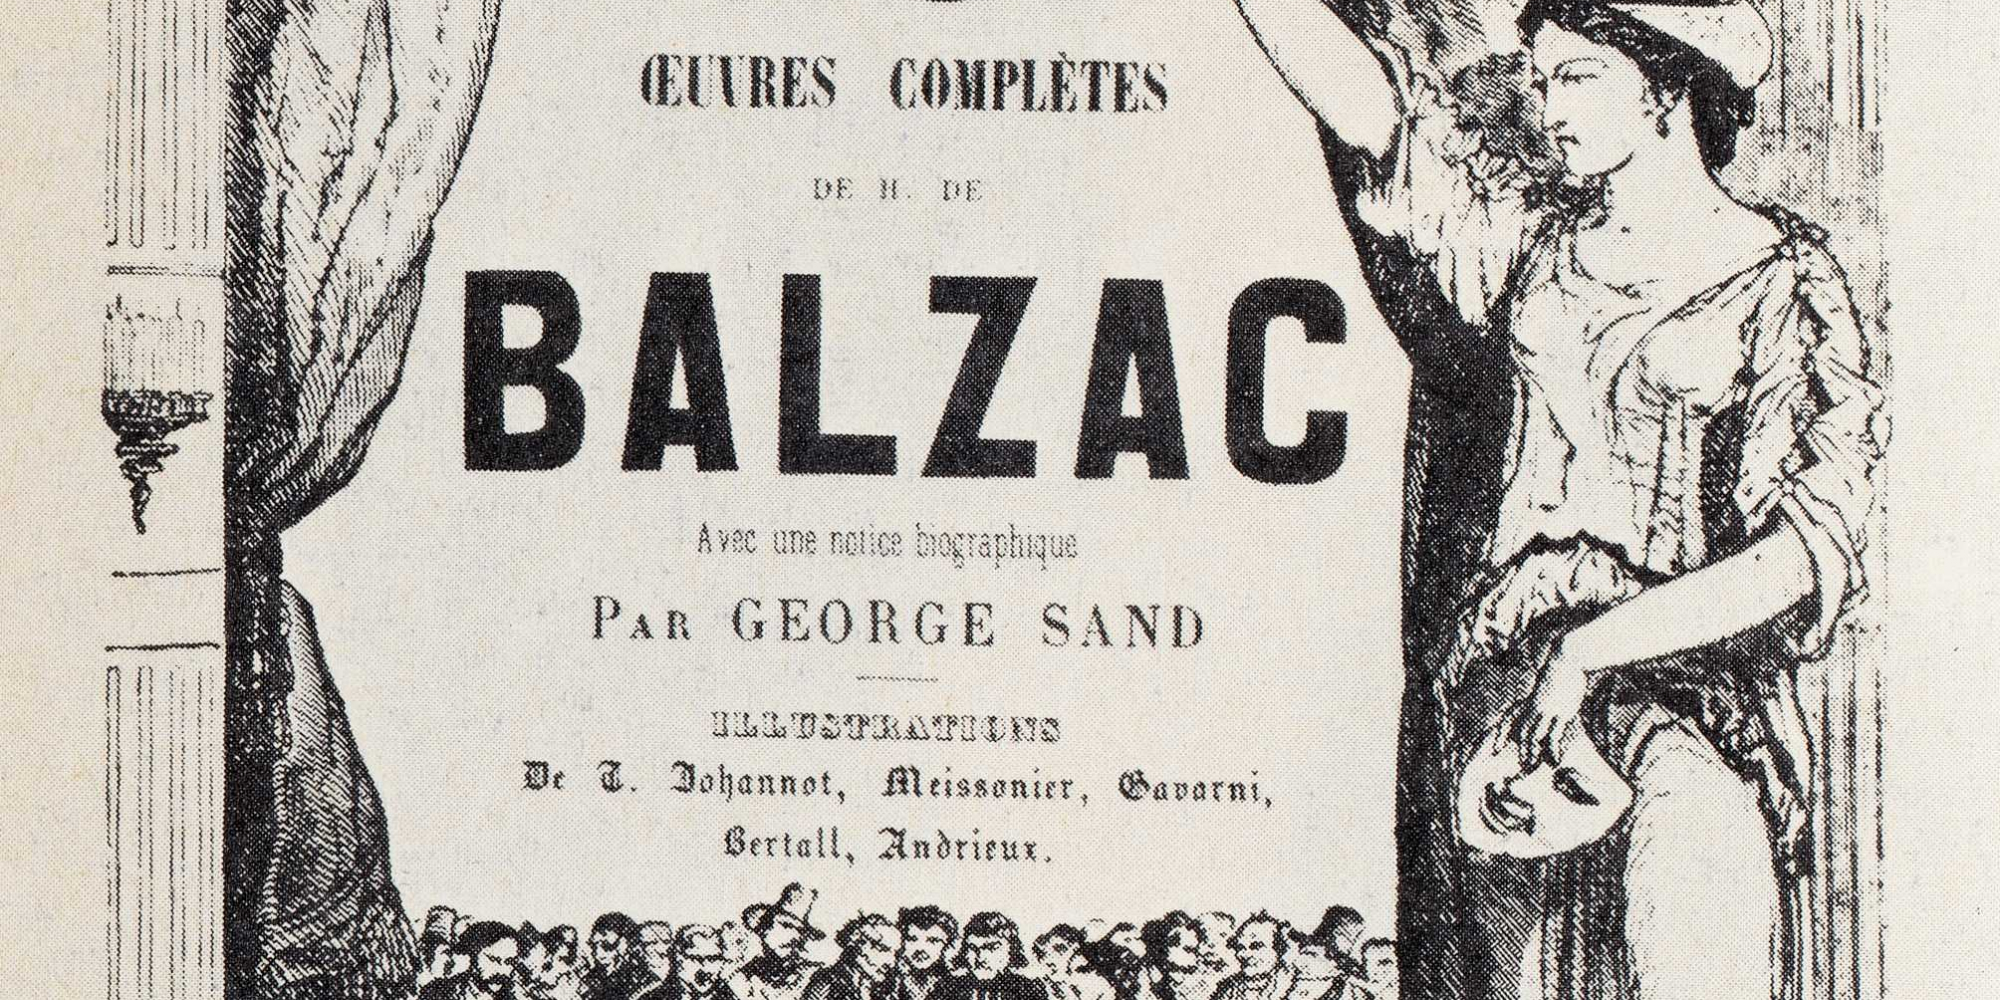 ŒUVRES COMPLÈTES
DE H. DE
BALZAC
Avec une notice biographique
PAR GEORGE SAND
ILLUSTRATIONS
De T. Johannot, Meissonier, Gavarni,
Bertall, Andrieux.